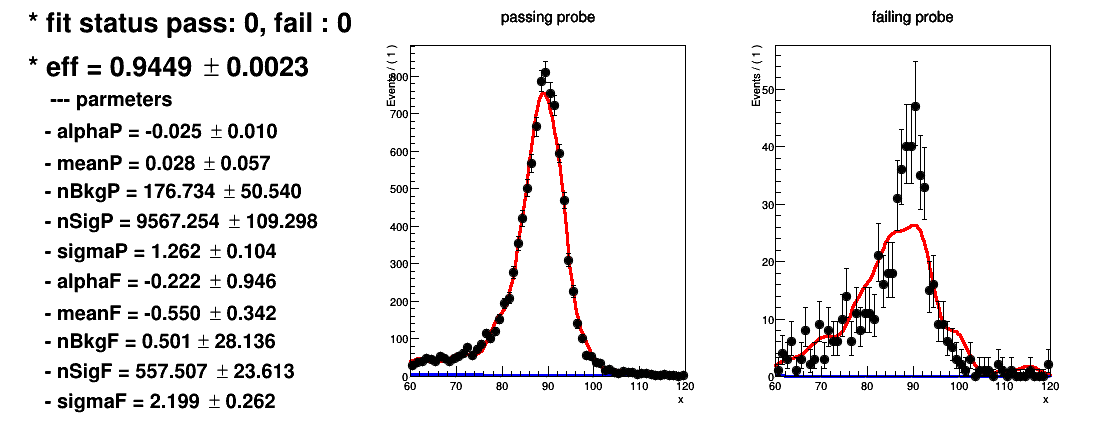 * fit status pass: 0, fail : 0
* eff = 0.9449 ± 0.0023
--- parmeters
- alphaP = -0.025 ± 0.010
- meanP = 0.028 ± 0.057
- nBkgP = 176.734 ± 50.540
- nSigP = 9567.254 ± 109.298
- sigmaP = 1.262 ± 0.104
- alphaF = -0.222 ± 0.946
- meanF = -0.550 ± 0.342
- nBkgF = 0.501 ± 28.136
- nSigF = 557.507 ± 23.613
- sigmaF = 2.199 ± 0.262
passing probe
Events / ( 1 )
800
700
600
500
400
300
200
100
0
60 70 80 90 100 110 120
x
failing probe
Events / ( 1 )
50
40
30
20
10
0
60 70 80 90 100 110 120
x